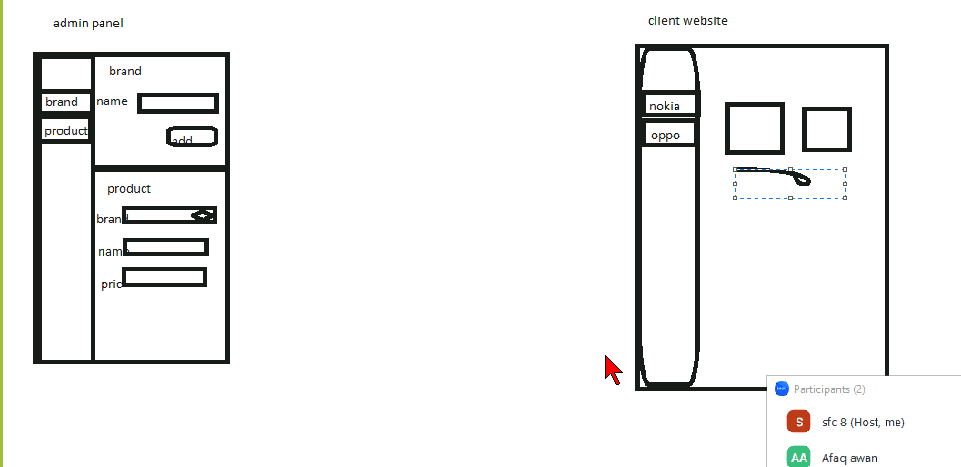 admin panel
brand
brand
name
product
add
product
brand
name
pric
client website
nokia
oppo
Participants (2)
S
sfc 8 (Host, me)
AA
Afaq awan